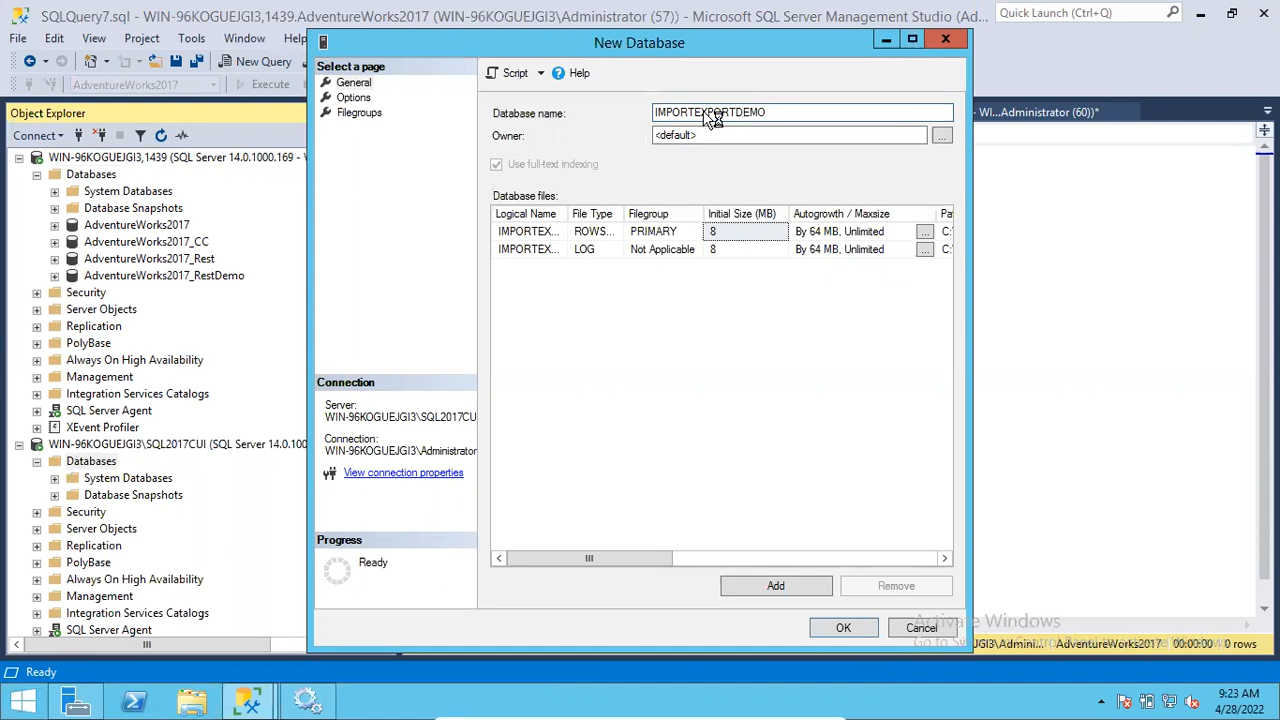 SQLQuery7.sql - WIN-96KOGUEJGI3,1439.AdventureWorks2017 (WIN-96KOGUEJGI3\Administrator (57)) - Microsoft SQL Server Management Studio (Ad...
Quick Launch (Ctrl+Q)
File Edit View Project Tools Window Help
New Query
AdventureWorks2017
Execute
Object Explorer
Connect
WIN-96KOGUEJGI3,1439 (SQL Server 14.0.1000.169 - WIN
Databases
System Databases
Database Snapshots
AdventureWorks2017
AdventureWorks2017_CC
AdventureWorks2017_Rest
AdventureWorks2017_RestDemo
Security
Server Objects
Replication
PolyBase
Always On High Availability
Management
Integration Services Catalogs
SQL Server Agent
XEvent Profiler
WIN-96KOGUEJGI3\SQL2017CUI (SQL Server 14.0.100
Databases
System Databases
Database Snapshots
Security
Server Objects
Replication
PolyBase
Always On High Availability
Management
Integration Services Catalogs
SQL Server Agent
New Database
Select a page
General
Options
Filegroups
Connection
Server:
WIN-96KOGUEJGI3\SQL2017CU
Connection:
WIN-96KOGUEJGI3\Administrator
View connection properties
Progress
Ready
Script Help
Database name: IMPORTEXPORTDEMO
Owner: <default> ...
Use full-text indexing
Database files:
Logical Name File Type Filegroup Initial Size (MB) Autogrowth / Maxsize
IMPORTEX... ROWS... PRIMARY 8 By 64 MB, Unlimited ... C:\
IMPORTEX... LOG Not Applicable 8 By 64 MB, Unlimited ... C:\
Add Remove
OK Cancel
- WI...Administrator (60))*
Activate Windows
AdventureWorks2017 00:00:00 0 rows
Ready
9:23 AM
4/28/2022